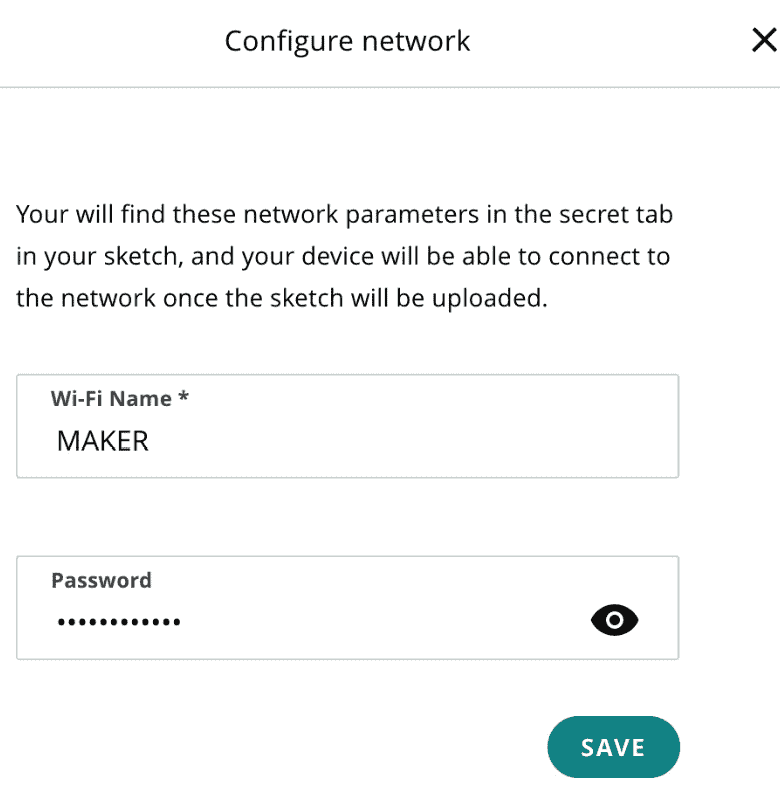 Configure network
Your will find these network parameters in the secret tab
in your sketch, and your device will be able to connect to
the network once the sketch will be uploaded.
Wi-Fi Name *
MAKER
Password
••••••••••••
SAVE